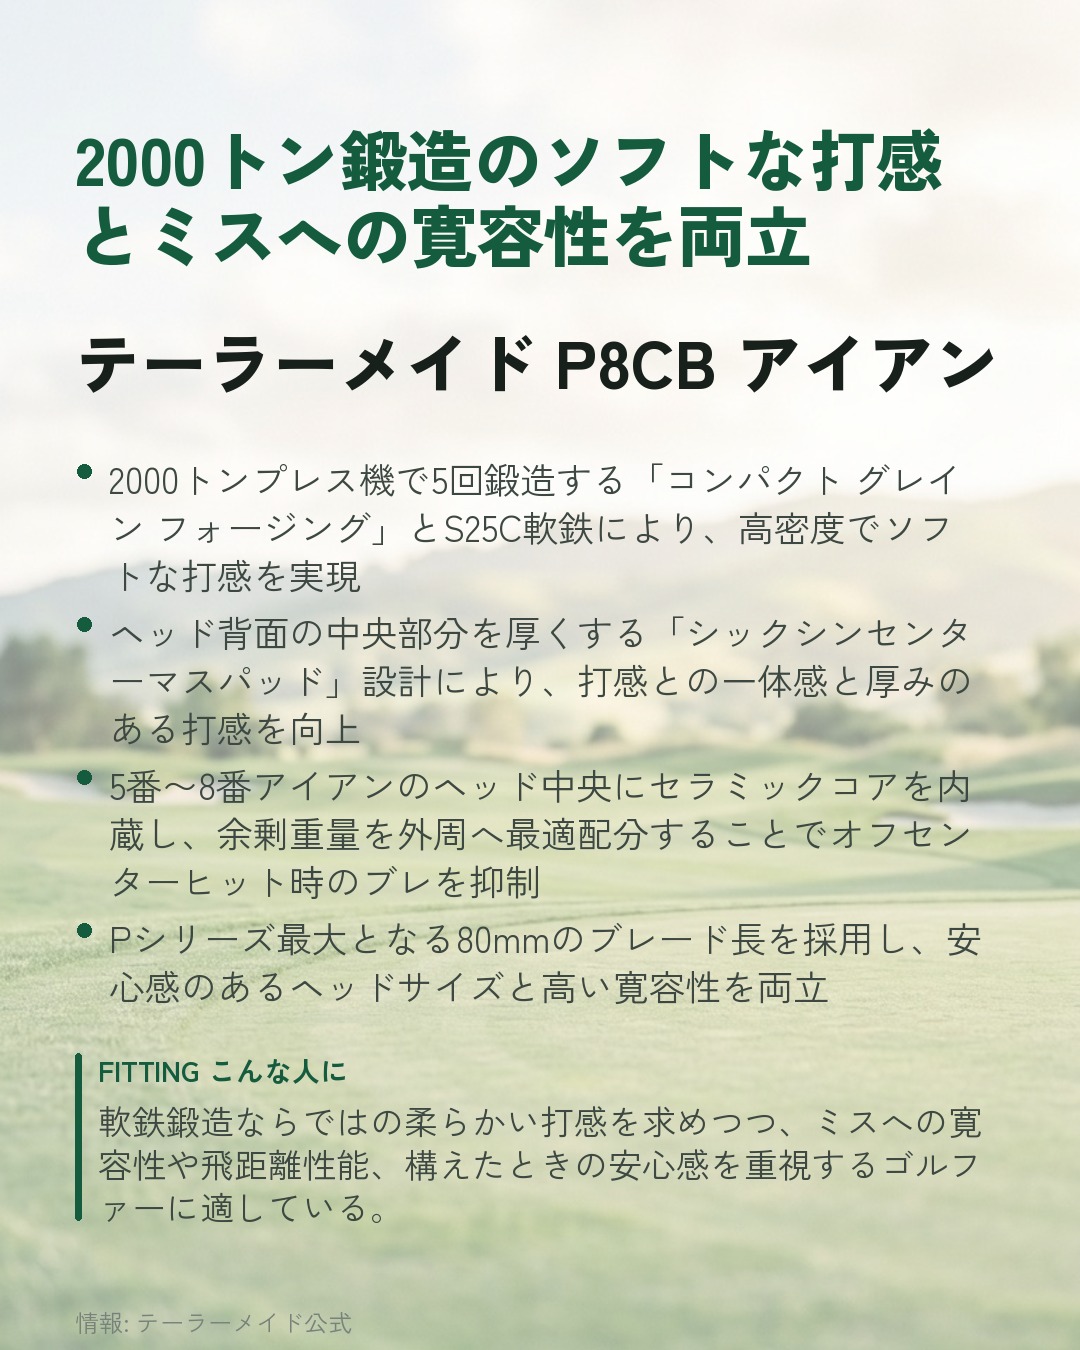 2000トン鍛造のソフトな打感
とミスへの寛容性を両立
テーラーメイド P8CB アイアン
2000トンプレス機で5回鍛造する「コンパクト グレイ
ン フォージング」とS25C軟鉄により、高密度でソフ
トな打感を実現
ヘッド背面の中央部分を厚くする「シックシンセンタ
ーマスパッド」設計により、打感との一体感と厚みの
ある打感を向上
5番〜8番アイアンのヘッド中央にセラミックコアを内
蔵し、余剰重量を外周へ最適配分することでオフセン
ターヒット時のブレを抑制
Pシリーズ最大となる80mmのブレード長を採用し、安
心感のあるヘッドサイズと高い寛容性を両立
FITTING こんな人に
軟鉄鍛造ならではの柔らかい打感を求めつつ、ミスへの寛
容性や飛距離性能、構えたときの安心感を重視するゴルフ
ァーに適している。
情報: テーラーメイド公式